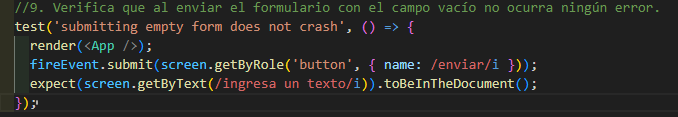 //9. Verifica que al enviar el formulario con el campo vacío no ocurra ningún error.
test('submitting empty form does not crash', () => {
  render(<App />);
  fireEvent.submit(screen.getByRole('button', { name: /enviar/i }));
  expect(screen.getByText(/ingresa un texto/i)).toBeInTheDocument();
});